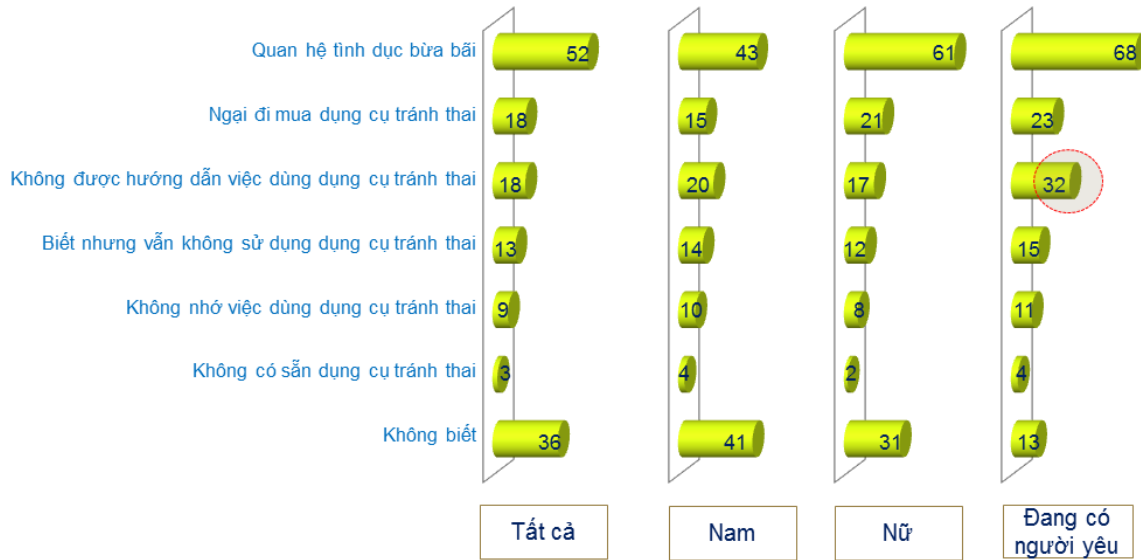 Quan hệ tình dục bừa bãi 52 43 61 68
Ngại đi mua dụng cụ tránh thai 18 15 21 23
Không được hướng dẫn việc dùng dụng cụ tránh thai 18 20 17 32
Biết nhưng vẫn không sử dụng dụng cụ tránh thai 13 14 12 15
Không nhớ việc dùng dụng cụ tránh thai 9 10 8 11
Không có sẵn dụng cụ tránh thai 3 4 2 4
Không biết 36 41 31 13
Tất cả Nam Nữ Đang có
người yêu